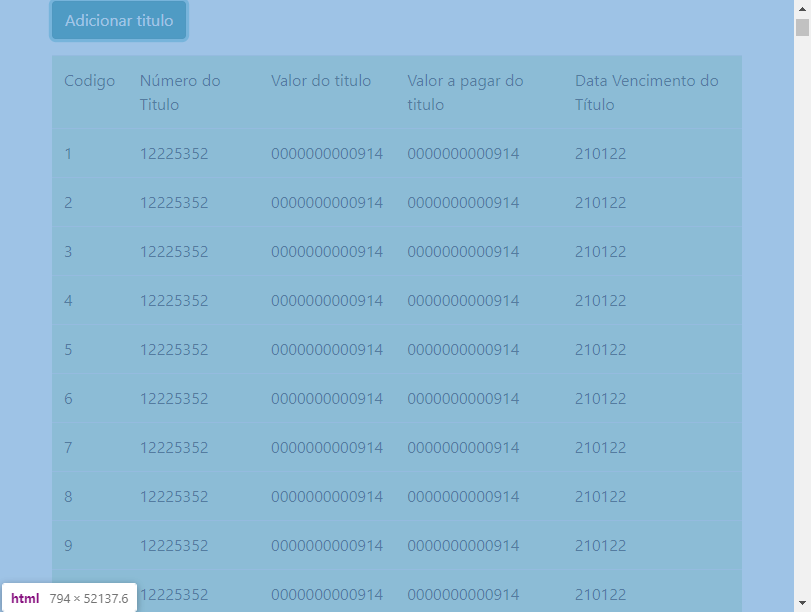 Adicionar titulo
Codigo Número do Titulo Valor do titulo Valor a pagar do titulo Data Vencimento do Título
1 12225352 0000000000914 0000000000914 210122
2 12225352 0000000000914 0000000000914 210122
3 12225352 0000000000914 0000000000914 210122
4 12225352 0000000000914 0000000000914 210122
5 12225352 0000000000914 0000000000914 210122
6 12225352 0000000000914 0000000000914 210122
7 12225352 0000000000914 0000000000914 210122
8 12225352 0000000000914 0000000000914 210122
9 12225352 0000000000914 0000000000914 210122
12225352 0000000000914 0000000000914 210122
html 794 × 52137.6